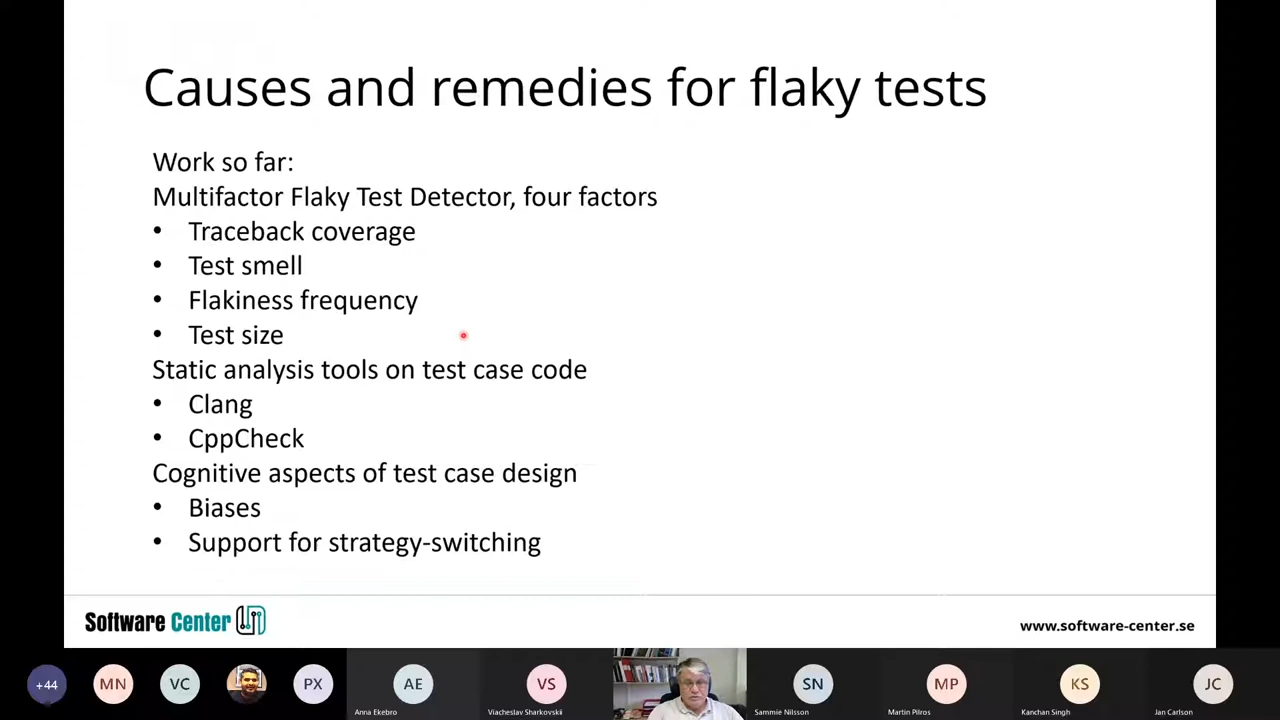 Causes and remedies for flaky tests
Work so far:
Multifactor Flaky Test Detector, four factors
• Traceback coverage
• Test smell
• Flakiness frequency
• Test size
Static analysis tools on test case code
• Clang
• CppCheck
Cognitive aspects of test case design
• Biases
• Support for strategy-switching
Software Center
www.software-center.se
+44
MN
VC
PX
AE
VS
SN
MP
KS
JC
Anna Ekebro
Viacheslav Sharkovskii
Sammie Nilsson
Martin Pilros
Kanchan Singh
Jan Carlson